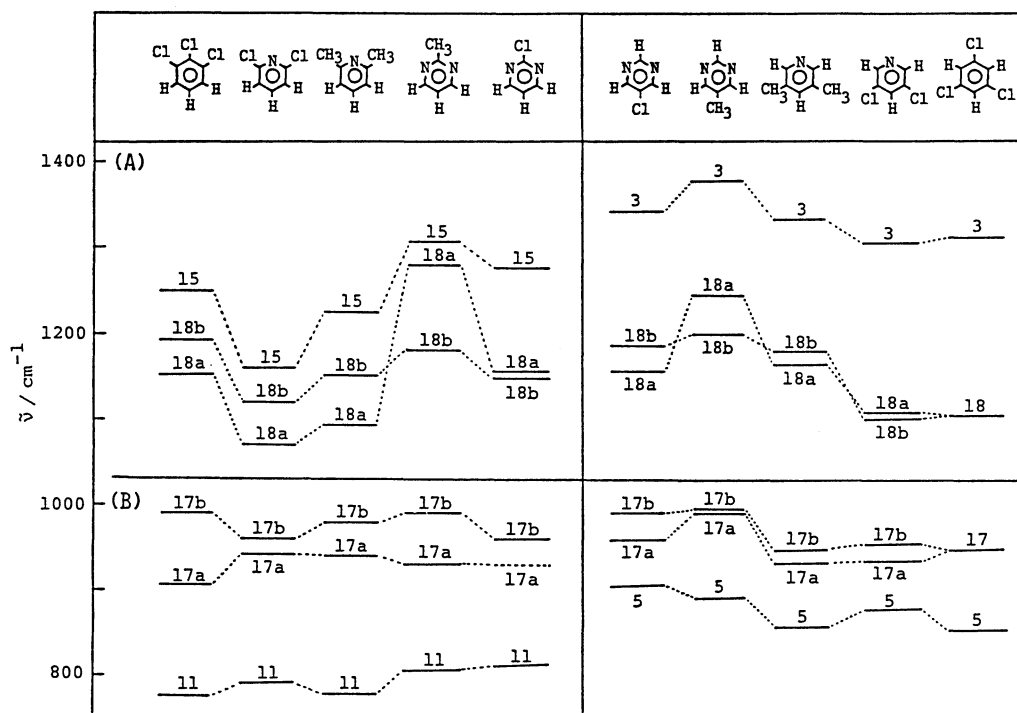 Cl
Cl Cl
H H
H
Cl N Cl
H H
H
CH3 N CH3
H H
H
CH3
N N
H H
H
Cl
N N
H H
H
H
N N
H H
Cl
H
N N
H H
CH3
H N H
CH3 CH3
H
H N H
Cl Cl
H
Cl
H H
Cl Cl
H
ν̃ / cm⁻¹
1400
1200
1000
800
(A)
15 15 15 15 15
18b 18b 18b 18b 18b
18a 18a 18a 18a 18a
3 3 3 3 3
18b 18b 18b 18b 18
18a 18a 18a 18a
(B)
17b 17b 17b 17b 17b
17a 17a 17a 17a 17a
11 11 11 11 11
17b 17b 17b 17b 17
17a 17a 17a 17a
5 5 5 5 5